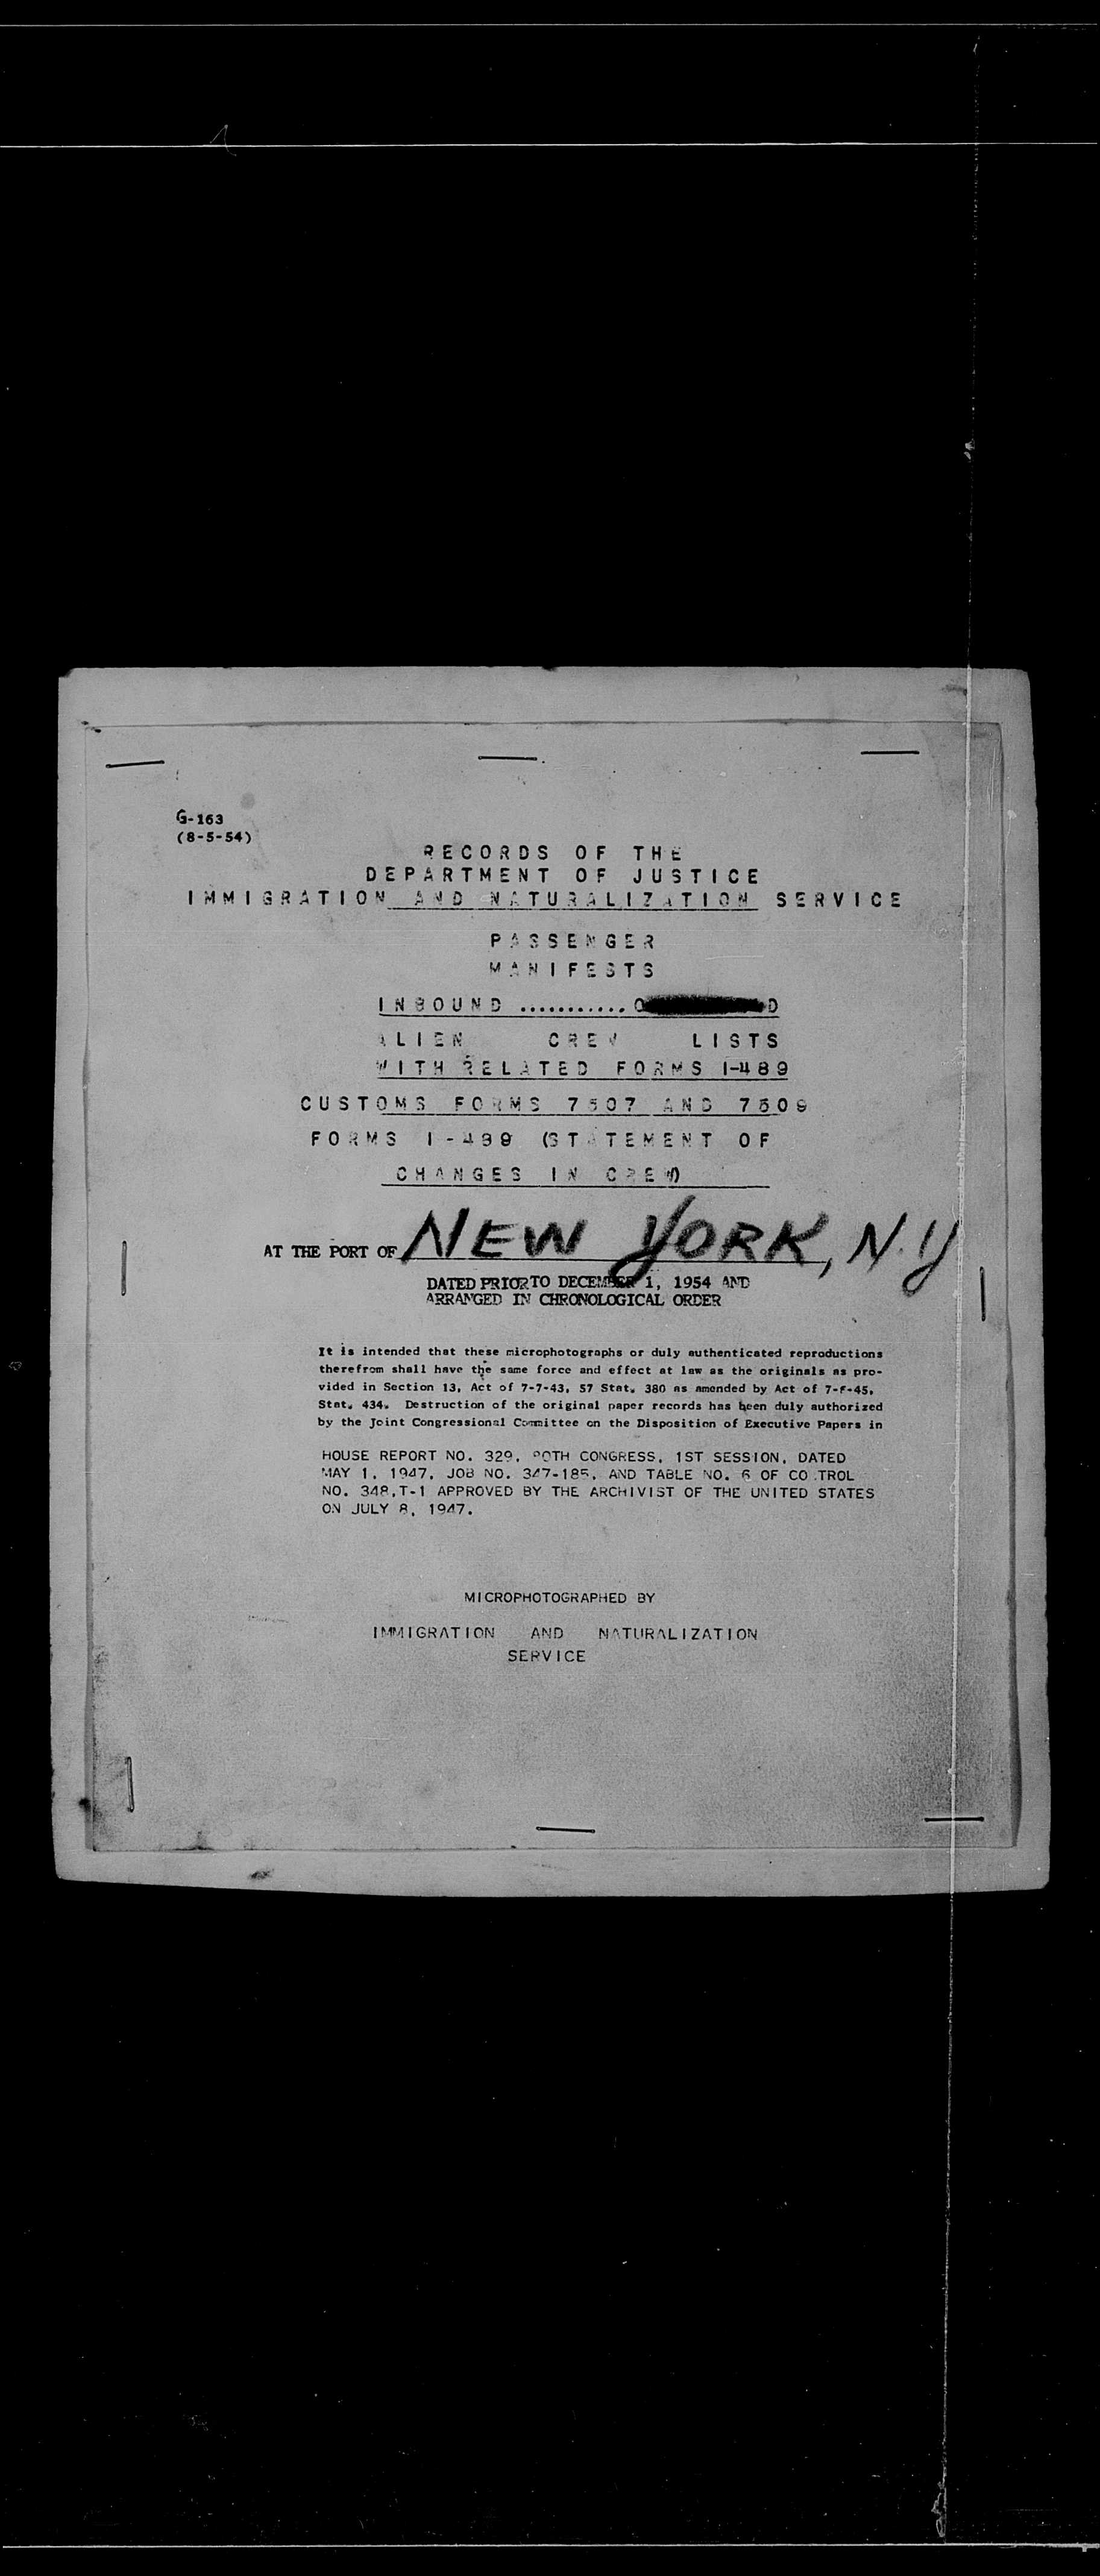 G-163
(8-5-54)
RECORDS OF THE
DEPARTMENT OF JUSTICE
IMMIGRATION AND NATURALIZATION SERVICE
PASSENGER
MANIFESTS
INBOUND ...........O D
ALIEN CREW LISTS
WITH RELATED FORMS I-489
CUSTOMS FORMS 7507 AND 7509
FORMS I-489 (STATEMENT OF
CHANGES IN CREW)
AT THE PORT OF NEW YORK, N.Y
DATED PRIOR TO DECEMBER 1, 1954 AND
ARRANGED IN CHRONOLOGICAL ORDER
It is intended that these microphotographs or duly authenticated reproductions
therefrom shall have the same force and effect at law as the originals as pro-
vided in Section 13, Act of 7-7-43, 57 Stat. 380 as amended by Act of
Stat. 434. Destruction of the original paper records has been duly authorized
by the Joint Congressional Committee on the Disposition of Executive Papers in
HOUSE REPORT NO. 329, 80TH CONGRESS, 1ST SESSION, DATED
MAY 1, 1947, JOB NO. 347-185, AND TABLE NO. 6 OF CO TROL
NO. 348,T-1 APPROVED BY THE ARCHIVIST OF THE UNITED STATES
ON JULY 8, 1947.
MICROPHOTOGRAPHED BY
IMMIGRATION AND NATURALIZATION
SERVICE